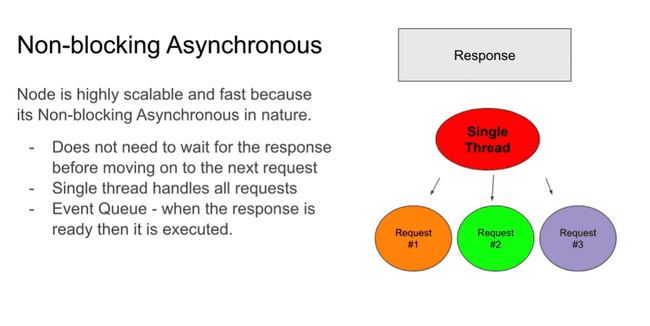 Non-blocking Asynchronous
Node is highly scalable and fast because
its Non-blocking Asynchronous in nature.
- Does not need to wait for the response
before moving on to the next request
- Single thread handles all requests
- Event Queue - when the response is
ready then it is executed.
Response
Single
Thread
Request
#1
Request
#2
Request
#3